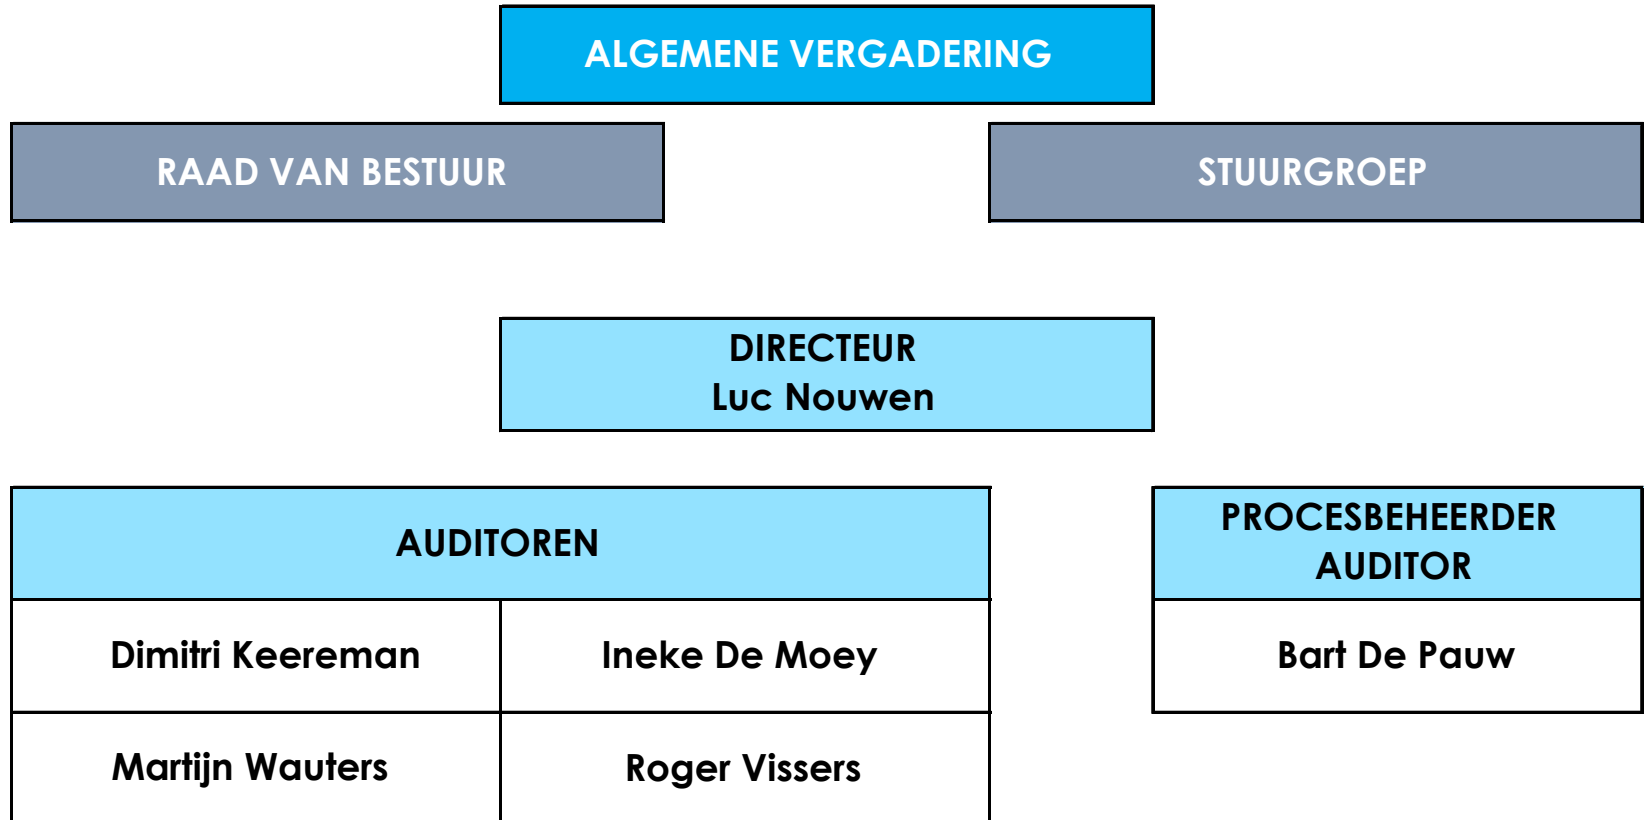 ALGEMENE VERGADERING
RAAD VAN BESTUUR
STUURGROEP
DIRECTEUR
Luc Nouwen
AUDITOREN
PROCESBEHEERDER
AUDITOR
Dimitri Keereman
Ineke De Moey
Bart De Pauw
Martijn Wauters
Roger Vissers